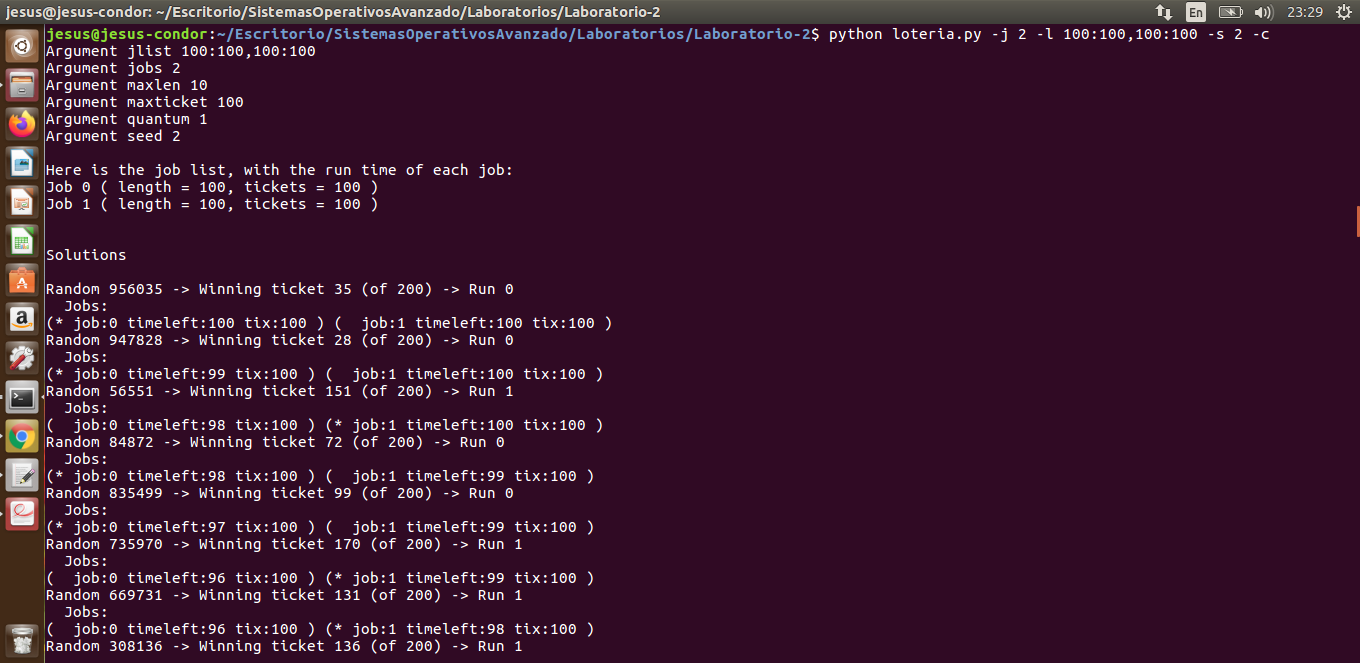 jesus@jesus-condor: ~/Escritorio/SistemasOperativosAvanzado/Laboratorios/Laboratorio-2
En
23:29
jesus@jesus-condor:~/Escritorio/SistemasOperativosAvanzado/Laboratorios/Laboratorio-2$ python loteria.py -j 2 -l 100:100,100:100 -s 2 -c
Argument jlist 100:100,100:100
Argument jobs 2
Argument maxlen 10
Argument maxticket 100
Argument quantum 1
Argument seed 2
Here is the job list, with the run time of each job:
Job 0 ( length = 100, tickets = 100 )
Job 1 ( length = 100, tickets = 100 )
Solutions
Random 956035 -> Winning ticket 35 (of 200) -> Run 0
  Jobs:
(* job:0 timeleft:100 tix:100 ) (  job:1 timeleft:100 tix:100 )
Random 947828 -> Winning ticket 28 (of 200) -> Run 0
  Jobs:
(* job:0 timeleft:99 tix:100 ) (  job:1 timeleft:100 tix:100 )
Random 56551 -> Winning ticket 151 (of 200) -> Run 1
  Jobs:
(  job:0 timeleft:98 tix:100 ) (* job:1 timeleft:100 tix:100 )
Random 84872 -> Winning ticket 72 (of 200) -> Run 0
  Jobs:
(* job:0 timeleft:98 tix:100 ) (  job:1 timeleft:99 tix:100 )
Random 835499 -> Winning ticket 99 (of 200) -> Run 0
  Jobs:
(* job:0 timeleft:97 tix:100 ) (  job:1 timeleft:99 tix:100 )
Random 735970 -> Winning ticket 170 (of 200) -> Run 1
  Jobs:
(  job:0 timeleft:96 tix:100 ) (* job:1 timeleft:99 tix:100 )
Random 669731 -> Winning ticket 131 (of 200) -> Run 1
  Jobs:
(  job:0 timeleft:96 tix:100 ) (* job:1 timeleft:98 tix:100 )
Random 308136 -> Winning ticket 136 (of 200) -> Run 1